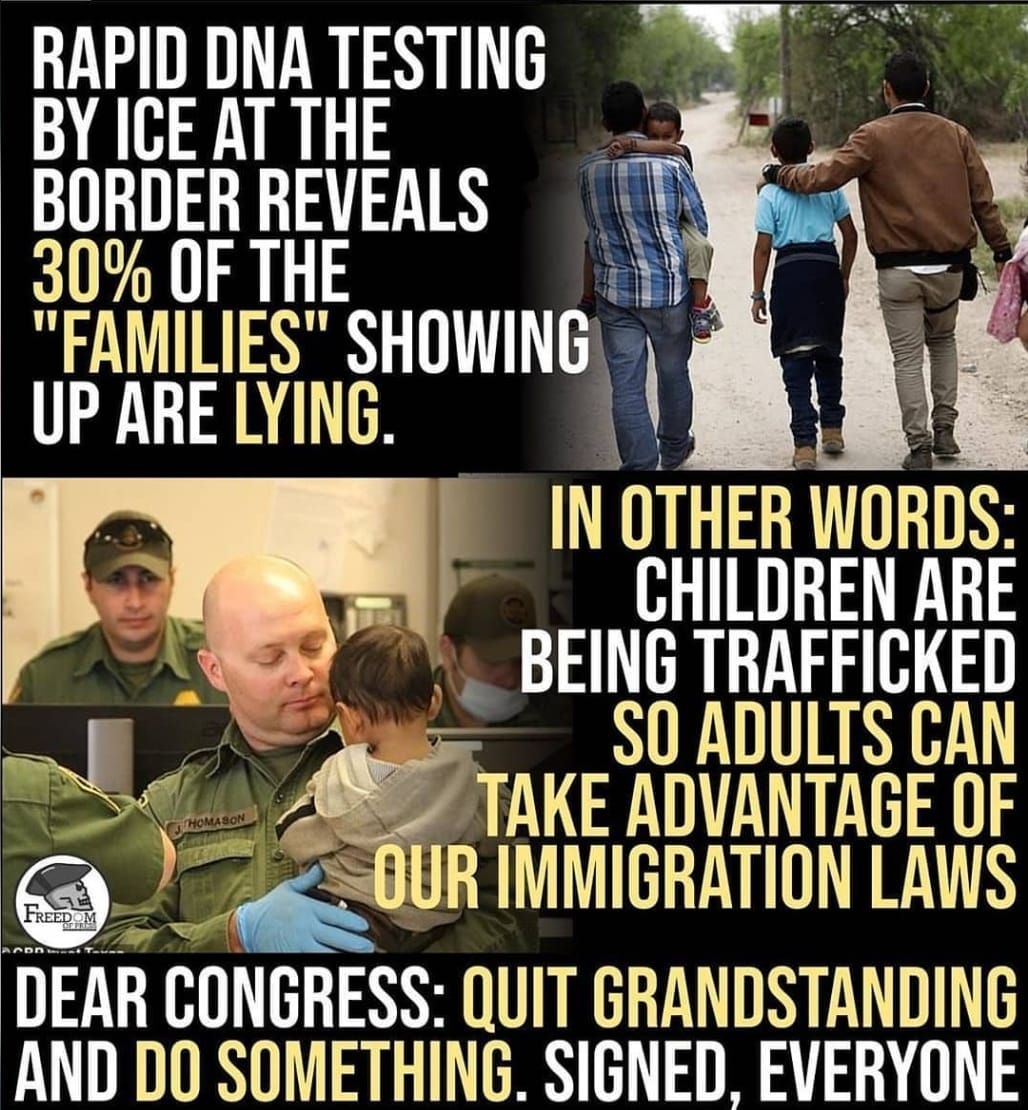 RAPID DNA TESTING
BY ICE AT THE
BORDER REVEALS
30% OF THE
"FAMILIES" SHOWING
UP ARE LYING.
IN OTHER WORDS:
CHILDREN ARE
BEING TRAFFICKED
SO ADULTS CAN
TAKE ADVANTAGE OF
OUR IMMIGRATION LAWS
J. THOMASON
FREEDOM
OF PRESS
DEAR CONGRESS: QUIT GRANDSTANDING
AND DO SOMETHING. SIGNED, EVERYONE